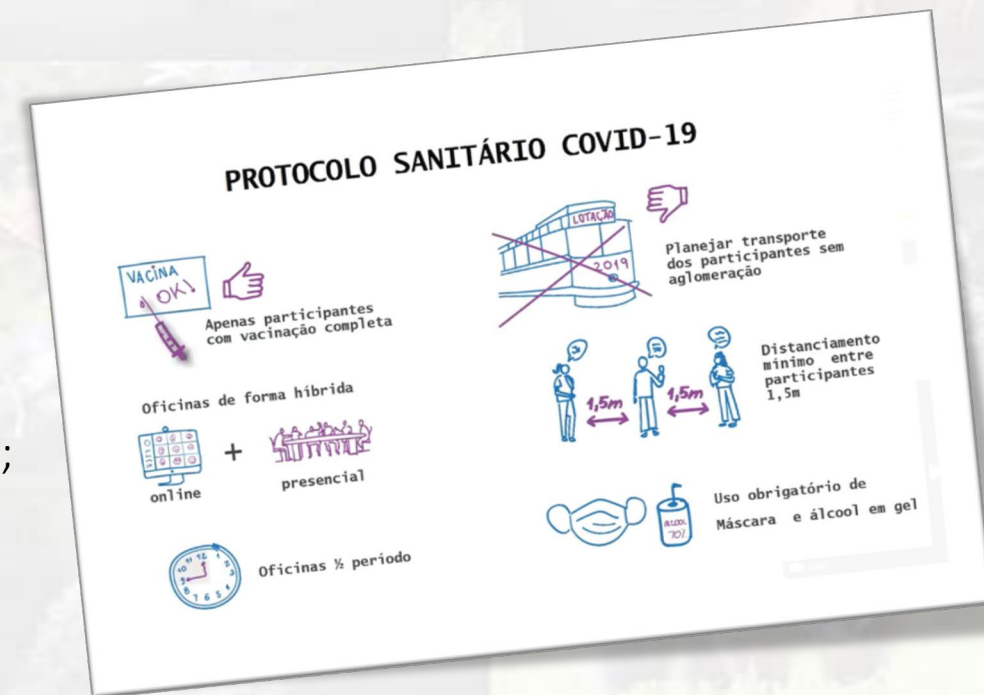 PROTOCOLO SANITÁRIO COVID-19
VACINA
OK!
Apenas participantes
com vacinação completa
Oficinas de forma híbrida
+
online
presencial
Oficinas ½ período
LOTAÇÃO
2019
Planejar transporte
dos participantes sem
aglomeração
1,5m
1,5m
Distanciamento
mínimo entre
participantes
1,5m
ÁLCOOL
70%
Uso obrigatório de
Máscara e álcool em gel
;